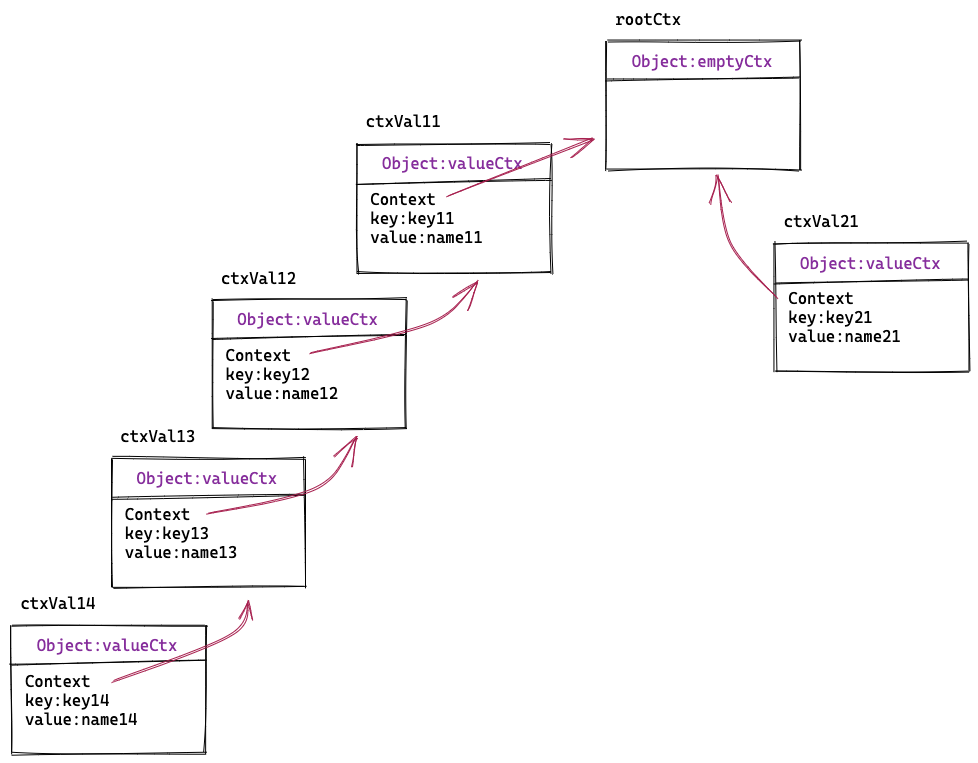 rootCtx
Object:emptyCtx
ctxVal11
Object:valueCtx
Context
key:key11
value:name11
ctxVal21
Object:valueCtx
Context
key:key21
value:name21
ctxVal12
Object:valueCtx
Context
key:key12
value:name12
ctxVal13
Object:valueCtx
Context
key:key13
value:name13
ctxVal14
Object:valueCtx
Context
key:key14
value:name14